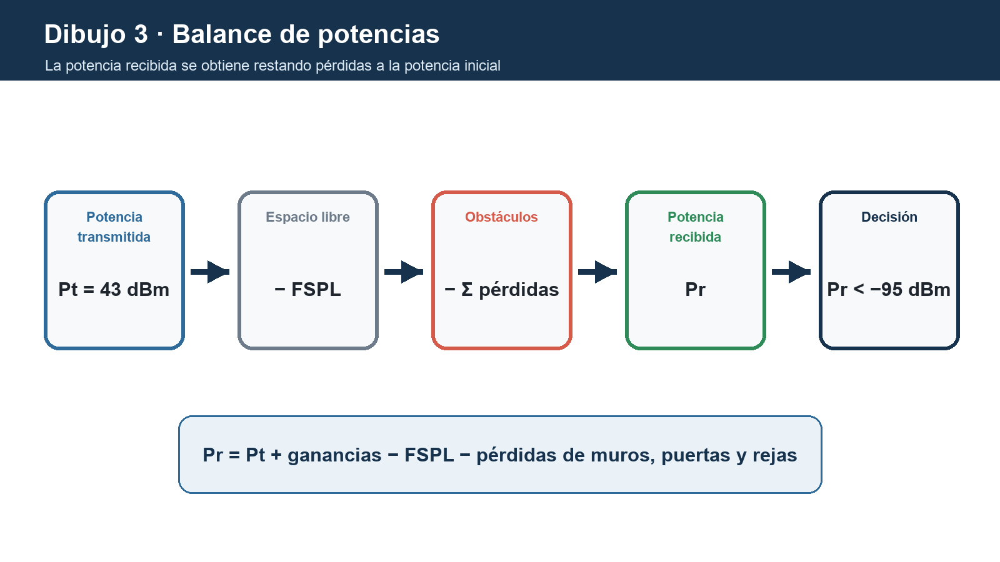 Dibujo 3 · Balance de potencias
La potencia recibida se obtiene restando pérdidas a la potencia inicial
Potencia
transmitida
Pt = 43 dBm
Espacio libre
− FSPL
Obstáculos
− Σ pérdidas
Potencia
recibida
Pr
Decisión
Pr < −95 dBm
Pr = Pt + ganancias − FSPL − pérdidas de muros, puertas y rejas